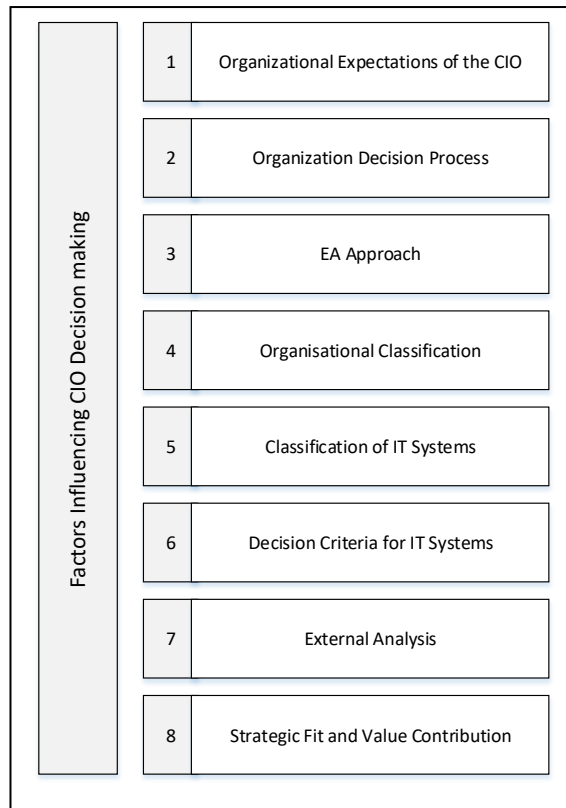 Factors Influencing CIO Decision making
1 Organizational Expectations of the CIO
2 Organization Decision Process
3 EA Approach
4 Organisational Classification
5 Classification of IT Systems
6 Decision Criteria for IT Systems
7 External Analysis
8 Strategic Fit and Value Contribution